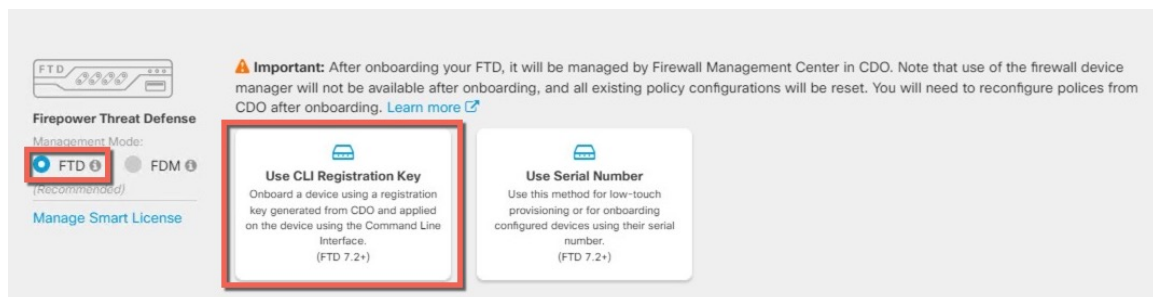 FTD
Firepower Threat Defense
Management Mode:
FTD
FDM
(Recommended)
Manage Smart License
Important: After onboarding your FTD, it will be managed by Firewall Management Center in CDO. Note that use of the firewall device
manager will not be available after onboarding, and all existing policy configurations will be reset. You will need to reconfigure polices from
CDO after onboarding. Learn more
Use CLI Registration Key
Onboard a device using a registration
key generated from CDO and applied
on the device using the Command Line
Interface.
(FTD 7.2+)
Use Serial Number
Use this method for low-touch
provisioning or for onboarding
configured devices using their serial
number.
(FTD 7.2+)